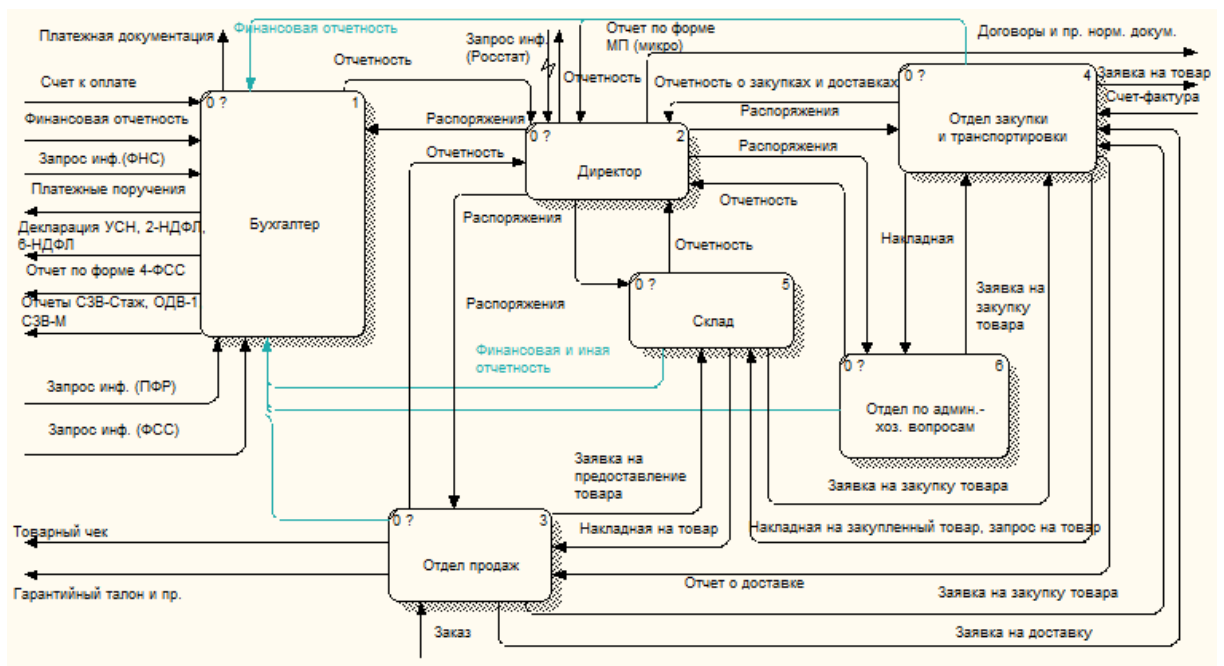 Финансовая отчетность
Платежная документация
Запрос инф.
(Росстат)
Отчет по форме
МП (микро)
Договоры и пр. норм. докум.
Отчетность
Счет к оплате
Отчетность
Отчетность о закупках и доставках
0 ?
4
Заявка на товар
0 ?
1
Счет-фактура
Финансовая отчетность
Распоряжения
Распоряжения
Отдел закупки
и транспортировки
0 ?
2
Запрос инф.(ФНС)
Отчетность
Распоряжения
Директор
Платежные поручения
Отчетность
Бухгалтер
Распоряжения
Декларация УСН, 2-НДФЛ,
6-НДФЛ
Накладная
Отчетность
Отчет по форме 4-ФСС
0 ?
5
Заявка на
закупку
товара
Отчеты СЗВ-Стаж, ОДВ-1
СЗВ-М
Распоряжения
Склад
Финансовая и иная
отчетность
0 ?
6
Запрос инф. (ПФР)
Отдел по админ.-
хоз. вопросам
Запрос инф. (ФСС)
Заявка на
предоставление
товара
Заявка на закупку товара
0 ?
3
Товарный чек
Накладная на товар
Накладная на закупленный товар, запрос на товар
Отдел продаж
Отчет о доставке
Гарантийный талон и пр.
Заявка на закупку товара
Заказ
Заявка на доставку